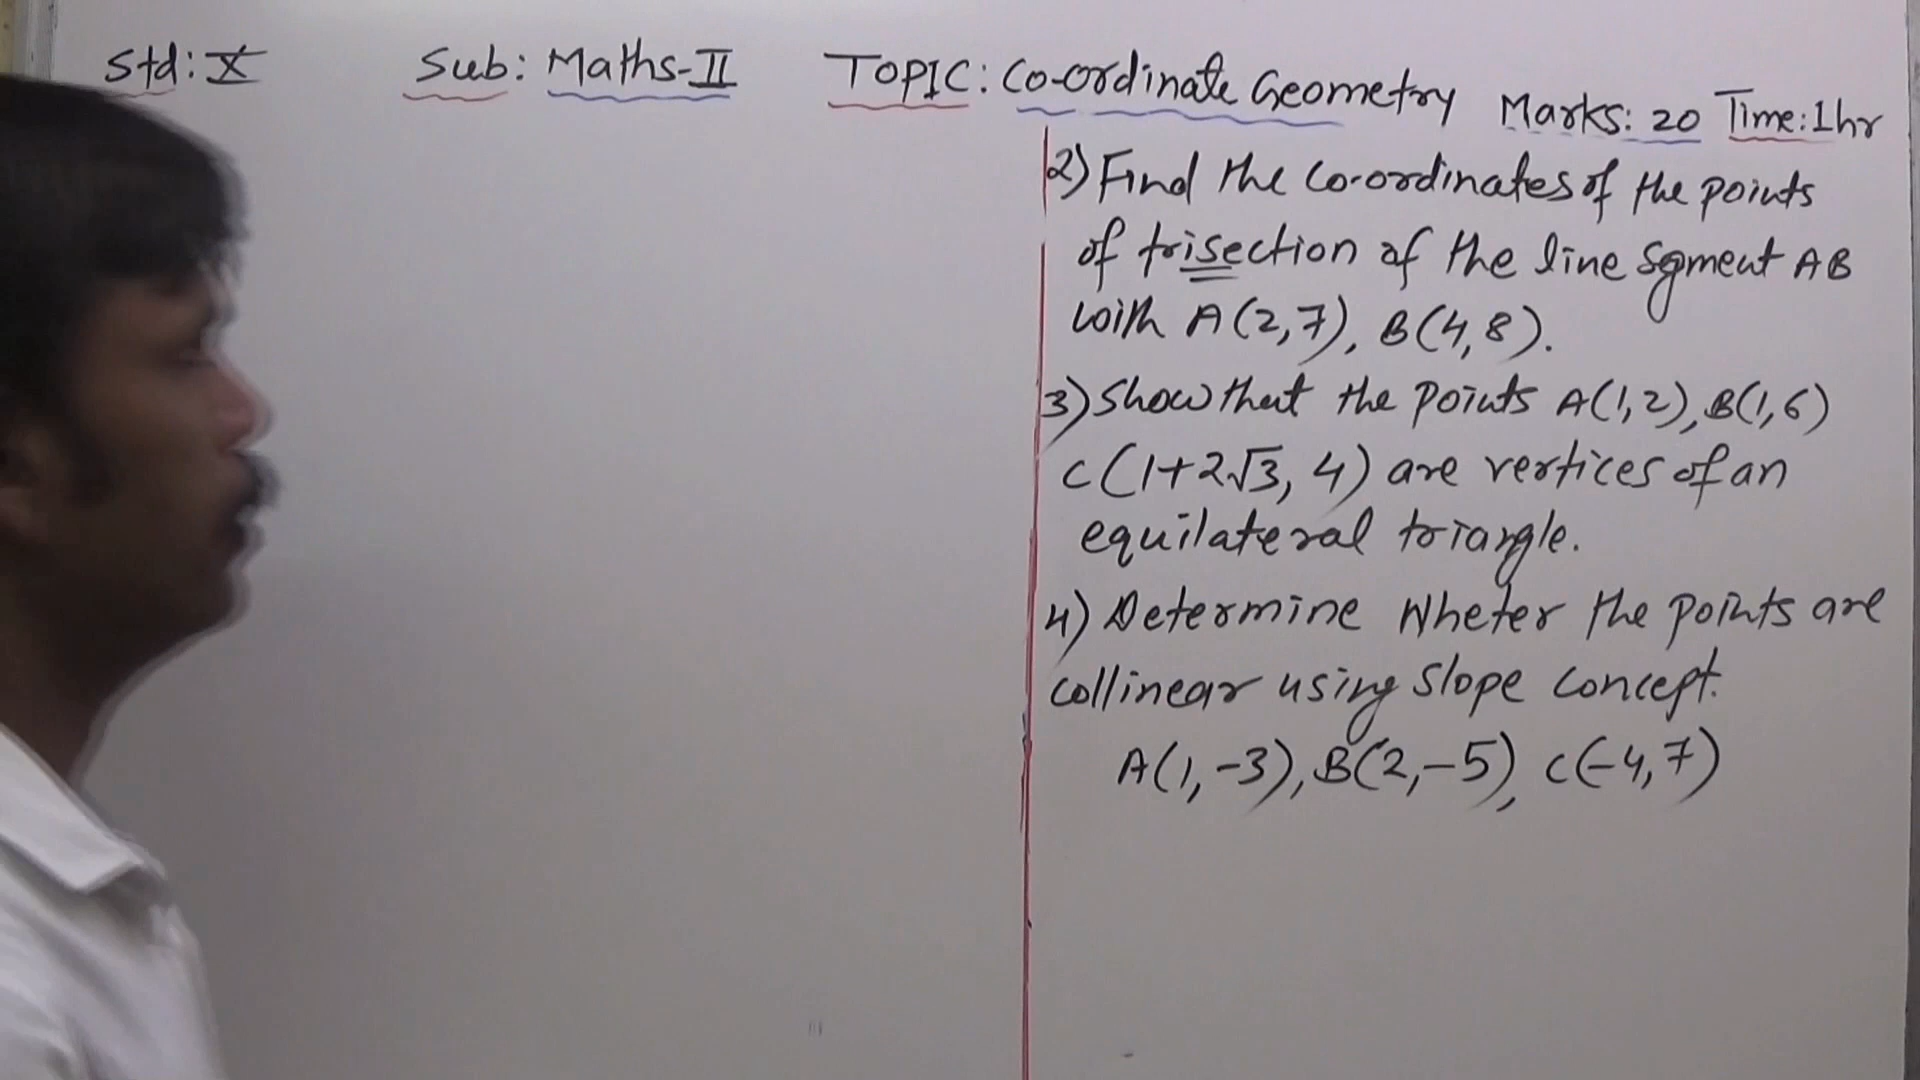 Std: X Sub: Maths-II TOPIC: Co-ordinate Geometry Marks: 20 Time: 1hr
2) Find the Co-ordinates of the points
of trisection of the line sgment AB
with A(2,7), B(4,8).
3) Show that the points A(1,2), B(1,6)
C(1+2√3, 4) are vertices of an
equilateral triangle.
4) Determine Wheter the points are
collinear using slope concept.
A(1,-3), B(2,-5), C(-4,7)